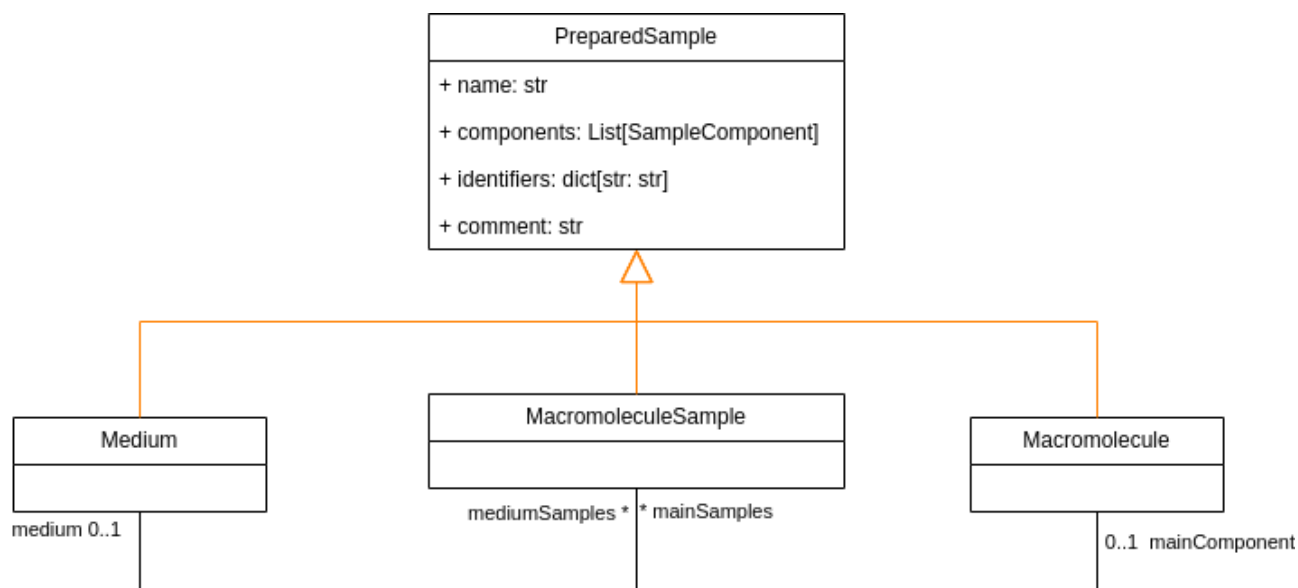 PreparedSample
+ name: str
+ components: List[SampleComponent]
+ identifiers: dict[str: str]
+ comment: str
Medium
MacromoleculeSample
Macromolecule
medium 0..1
mediumSamples *
* mainSamples
0..1 mainComponent